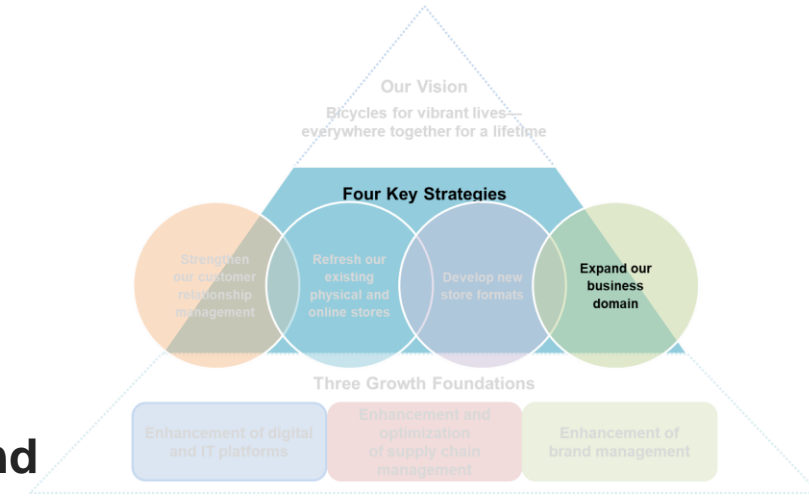 Our Vision
Bicycles for vibrant lives—
everywhere together for a lifetime
Four Key Strategies
Strengthen
our customer
relationship
management
Refresh our
existing
physical and
online stores
Develop new
store formats
Expand our
business
domain
Three Growth Foundations
Enhancement of digital
and IT platforms
Enhancement and
optimization
of supply chain
management
Enhancement of
brand management
nd